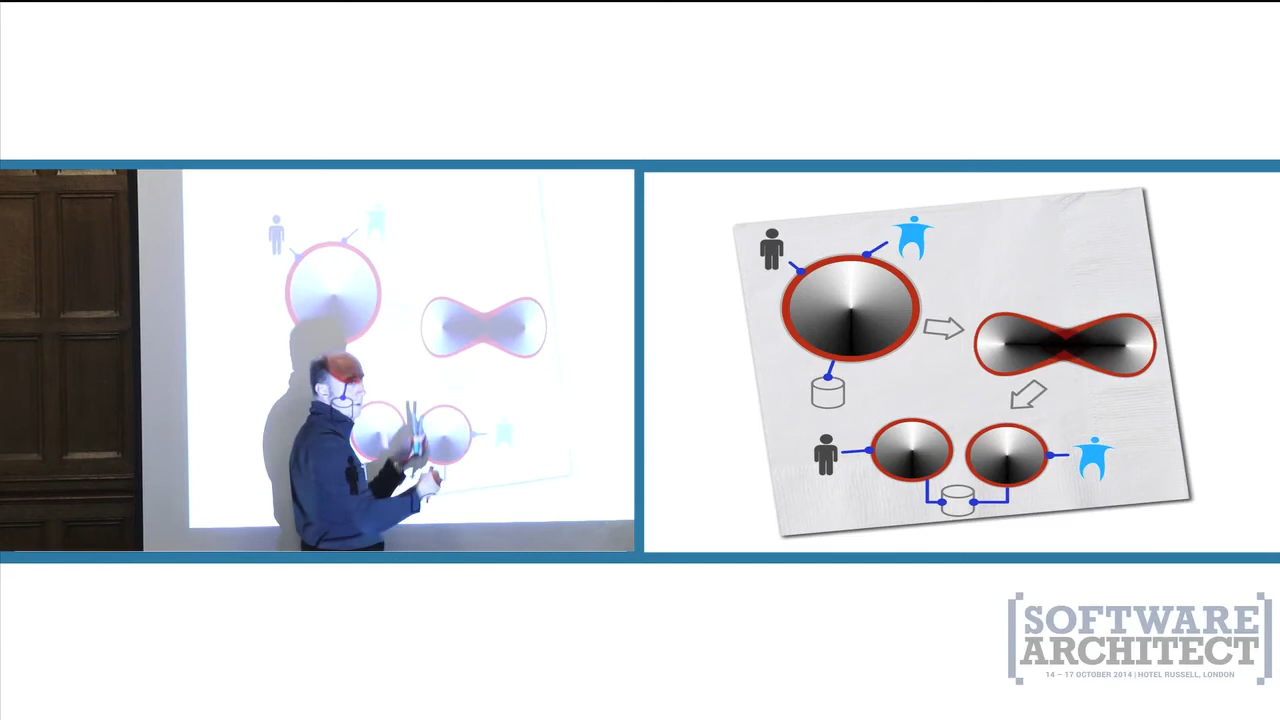 SOFTWARE
ARCHITECT
14 – 17 OCTOBER 2014 | HOTEL RUSSELL, LONDON